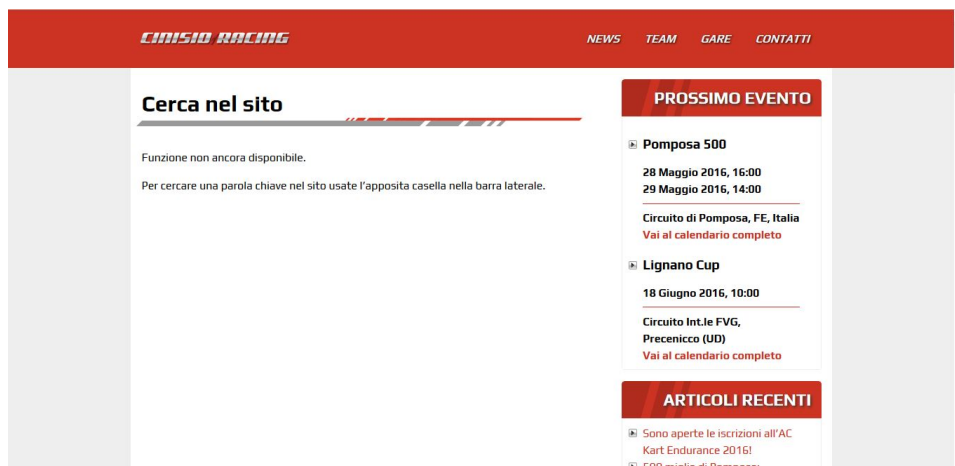 CINISIO RACING
NEWS TEAM GARE CONTATTI
Cerca nel sito
Funzione non ancora disponibile.
Per cercare una parola chiave nel sito usate l’apposita casella nella barra laterale.
PROSSIMO EVENTO
Pomposa 500
28 Maggio 2016, 16:00
29 Maggio 2016, 14:00
Circuito di Pomposa, FE, Italia
Vai al calendario completo
Lignano Cup
18 Giugno 2016, 10:00
Circuito Int.le FVG,
Precenicco (UD)
Vai al calendario completo
ARTICOLI RECENTI
Sono aperte le iscrizioni all’AC
Kart Endurance 2016!
500 miglia di Pomposa: